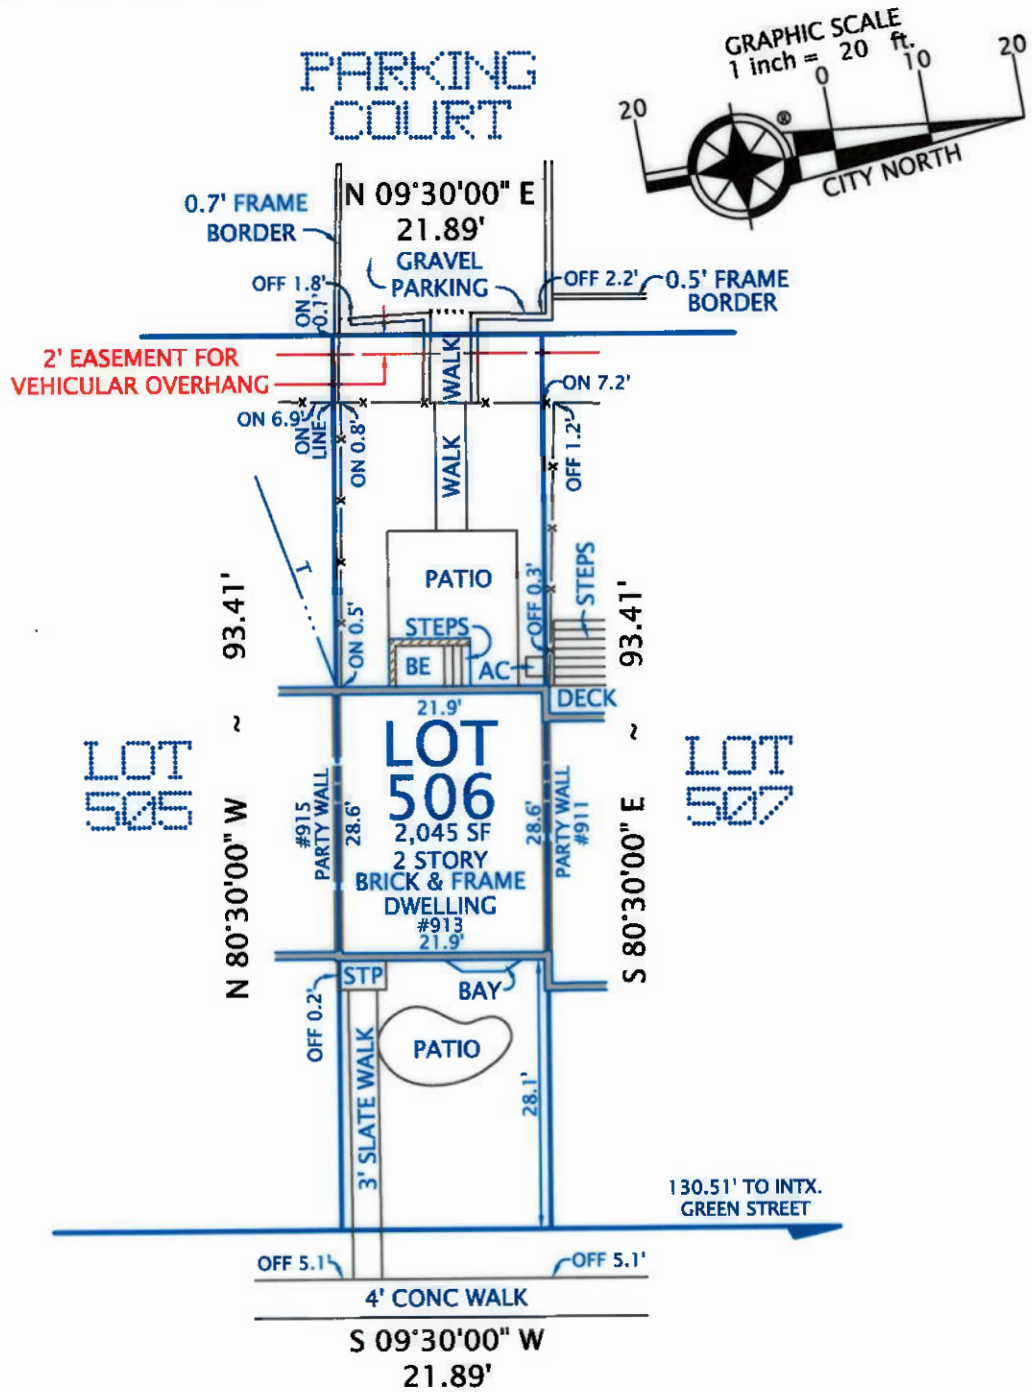 GRAPHIC SCALE
1 inch = 20 ft.
20
0
10
20
®
CITY NORTH
PARKING
COURT
N 09°30'00" E
21.89'
0.7' FRAME
BORDER
GRAVEL
PARKING
OFF 1.8'
OFF 2.2'
0.5' FRAME
BORDER
ON
0.1'
2' EASEMENT FOR
VEHICULAR OVERHANG
WALK
ON 7.2'
ON 6.9'
ON
LINE
ON 0.8'
WALK
OFF 1.2'
T
PATIO
OFF 0.3'
STEPS
93.41'
93.41'
ON 0.5'
STEPS
BE
AC
DECK
21.9'
~
~
LOT
505
LOT
506
2,045 SF
2 STORY
BRICK & FRAME
DWELLING
#913
21.9'
LOT
507
#915
PARTY WALL
28.6'
28.6'
PARTY WALL
#911
N 80°30'00" W
S 80°30'00" E
STP
BAY
OFF 0.2'
PATIO
3' SLATE WALK
28.1'
130.51' TO INTX.
GREEN STREET
OFF 5.1'
OFF 5.1'
4' CONC WALK
S 09°30'00" W
21.89'